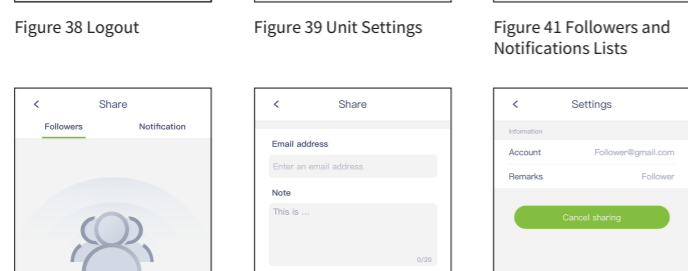 Figure 38 Logout
Figure 39 Unit Settings
Figure 41 Followers and
Notifications Lists
< Share
Followers Notification
< Share
Email address
Enter an email address
Note
This is ...
0/20
< Settings
Information
Account Follower@gmail.com
Remarks Follower
Cancel sharing